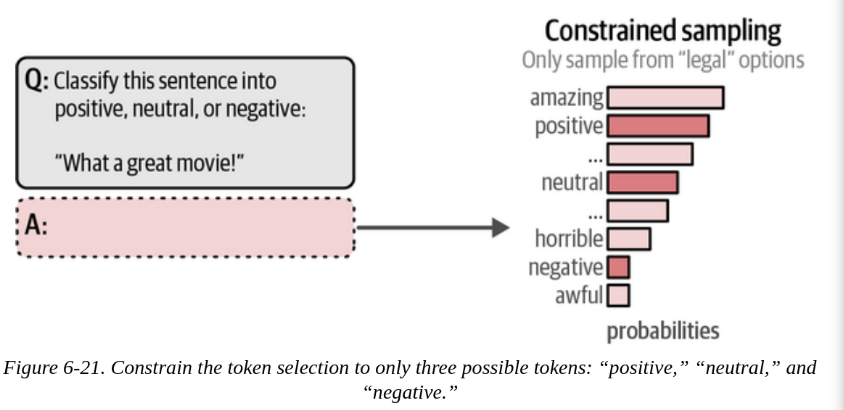 Constrained sampling
Only sample from “legal” options
Q: Classify this sentence into
positive, neutral, or negative:
“What a great movie!”
A:
amazing
positive
...
neutral
...
horrible
negative
awful
probabilities
Figure 6-21. Constrain the token selection to only three possible tokens: “positive,” “neutral,” and
“negative.”